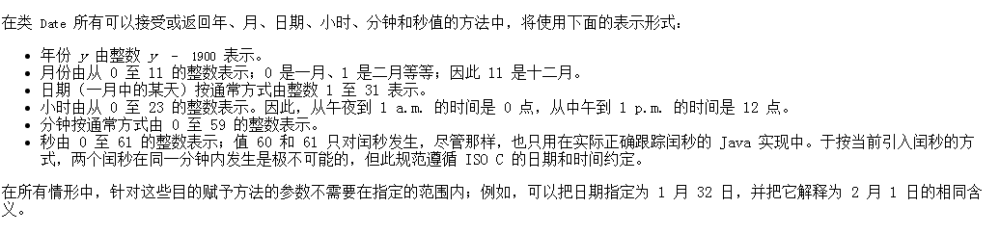 在类 Date 所有可以接受或返回年、月、日期、小时、分钟和秒值的方法中，将使用下面的表示形式：
• 年份 y 由整数 y - 1900 表示。
• 月份由从 0 至 11 的整数表示；0 是一月、1 是二月等等；因此 11 是十二月。
• 日期（一月中的某天）按通常方式由整数 1 至 31 表示。
• 小时由从 0 至 23 的整数表示。因此，从午夜到 1 a.m. 的时间是 0 点，从中午到 1 p.m. 的时间是 12 点。
• 分钟按通常方式由 0 至 59 的整数表示。
• 秒由 0 至 61 的整数表示；值 60 和 61 只对闰秒发生，尽管那样，也只用在实际正确跟踪闰秒的 Java 实现中。于按当前引入闰秒的方
式，两个闰秒在同一分钟内发生是极不可能的，但此规范遵循 ISO C 的日期和时间约定。
在所有情形中，针对这些目的赋予方法的参数不需要在指定的范围内；例如，可以把日期指定为 1 月 32 日，并把它解释为 2 月 1 日的相同含
义。